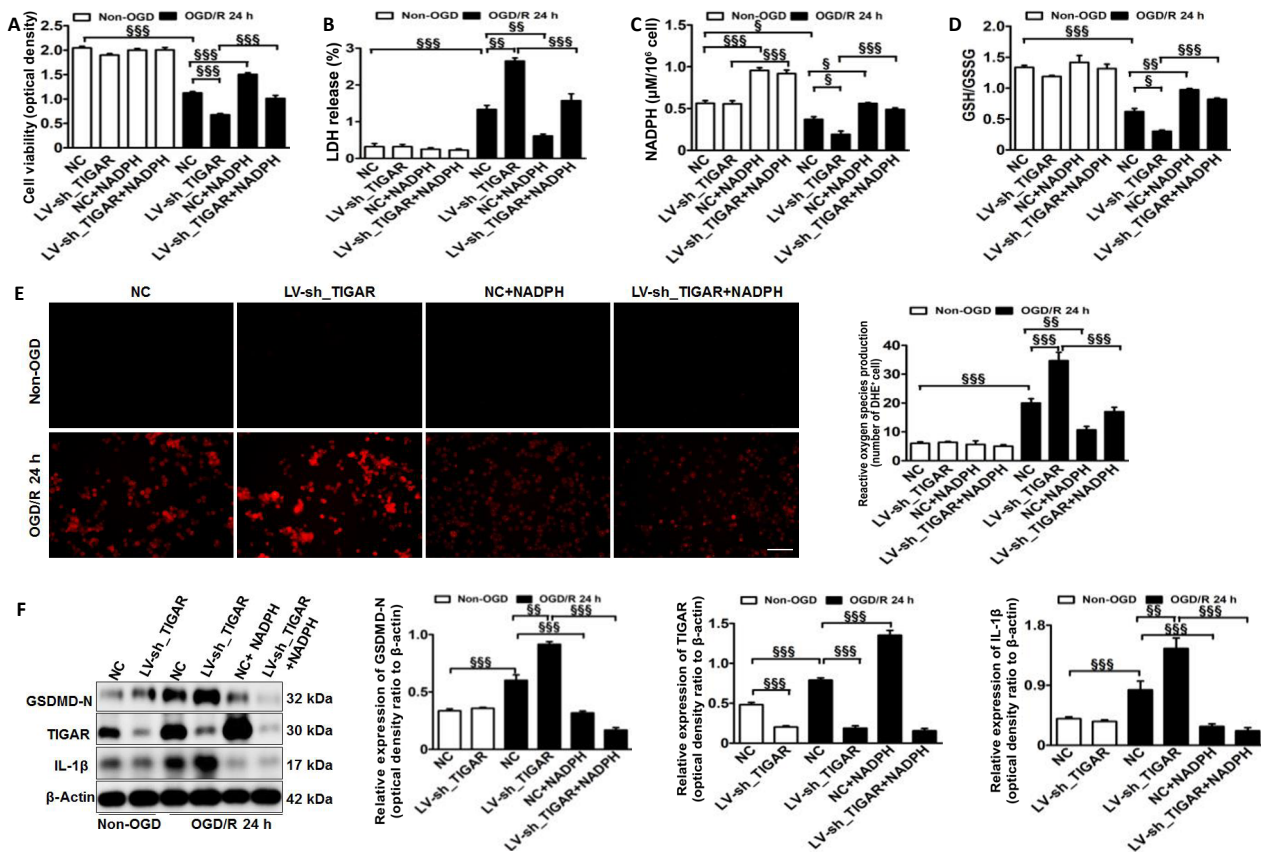 A
Non-OGD OGD/R 24 h
Cell viability (optical density)
2.5
2.0
1.5
1.0
0.5
0
§§§
§§§
§§§
§§§
NC
LV-sh_TIGAR
NC+NADPH
LV-sh_TIGAR+NADPH
NC
LV-sh_TIGAR
NC+NADPH
LV-sh_TIGAR+NADPH
B
Non-OGD OGD/R 24 h
LDH release (%)
3
2
1
0
§§
§§§
§§
§§§
NC
LV-sh_TIGAR
NC+NADPH
LV-sh_TIGAR+NADPH
NC
LV-sh_TIGAR
NC+NADPH
LV-sh_TIGAR+NADPH
C
Non-OGD OGD/R 24 h
NADPH (µM/10⁶ cell)
1.5
1.0
0.5
0
§
§§§
§§§
§§§
§
§
NC
LV-sh_TIGAR
NC+NADPH
LV-sh_TIGAR+NADPH
NC
LV-sh_TIGAR
NC+NADPH
LV-sh_TIGAR+NADPH
D
Non-OGD OGD/R 24 h
GSH/GSSG
2.0
1.5
1.0
0.5
0
§§§
§§§
§§
§
NC
LV-sh_TIGAR
NC+NADPH
LV-sh_TIGAR+NADPH
NC
LV-sh_TIGAR
NC+NADPH
LV-sh_TIGAR+NADPH
E
NC LV-sh_TIGAR NC+NADPH LV-sh_TIGAR+NADPH
Non-OGD
OGD/R 24 h
Non-OGD OGD/R 24 h
Reactive oxygen species production
(number of DHE⁺ cell)
40
30
20
10
0
§§
§§§
§§§
§§§
NC
LV-sh_TIGAR
NC+NADPH
LV-sh_TIGAR+NADPH
NC
LV-sh_TIGAR
NC+NADPH
LV-sh_TIGAR+NADPH
F
NC
LV-sh_TIGAR
NC
LV-sh_TIGAR
NC+ NADPH
LV-sh_TIGAR
+NADPH
GSDMD-N 32 kDa
TIGAR 30 kDa
IL-1β 17 kDa
β-Actin 42 kDa
Non-OGD OGD/R 24 h
Non-OGD OGD/R 24 h
Relative expression of GSDMD-N
(optical density ratio to β-actin)
1.0
0.5
0
§§
§§§
§§§
§§§
NC
LV-sh_TIGAR
NC
LV-sh_TIGAR
NC+NADPH
LV-sh_TIGAR+NADPH
Non-OGD OGD/R 24 h
Relative expression of TIGAR
(optical density ratio to β-actin)
1.5
1.0
0.5
0
§§§
§§§
§§§
§§§
NC
LV-sh_TIGAR
NC
LV-sh_TIGAR
NC+NADPH
LV-sh_TIGAR+NADPH
Non-OGD OGD/R 24 h
Relative expression of IL-1β
(optical density ratio to β-actin)
1.8
0.9
0
§§
§§§
§§§
§§§
NC
LV-sh_TIGAR
NC
LV-sh_TIGAR
NC+NADPH
LV-sh_TIGAR+NADPH